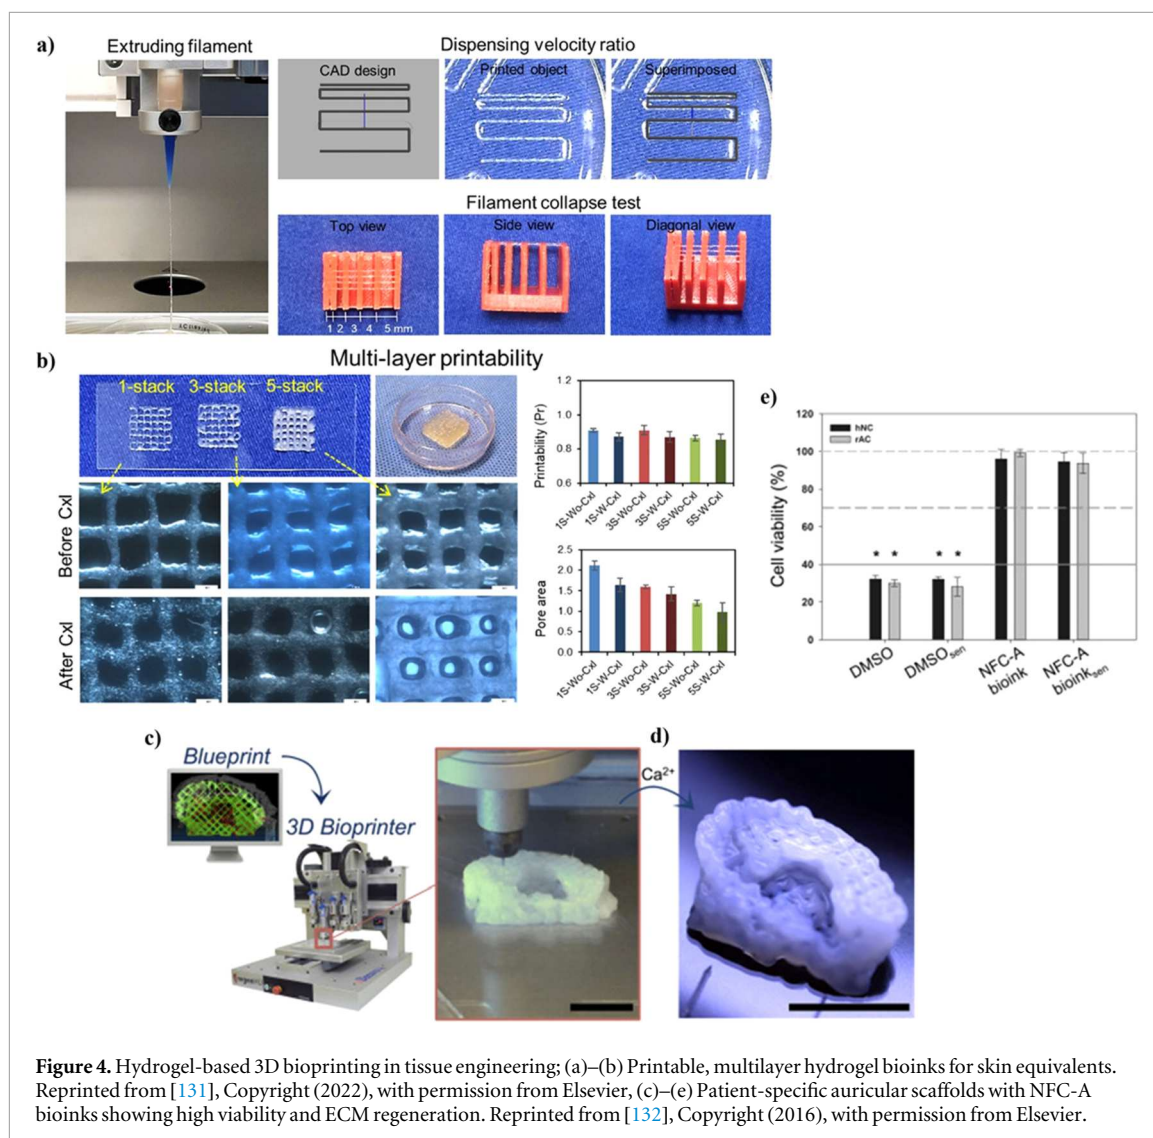 a)
Extruding filament
Dispensing velocity ratio
CAD design
Printed object
Superimposed
Filament collapse test
Top view
Side view
Diagonal view
1 2 3 4 5 mm
b)
Multi-layer printability
1-stack
3-stack
5-stack
Before Cxl
After Cxl
Printability (Pr)
1.2
1.0
0.8
0.6
1S-Wo-Cxl
1S-W-Cxl
3S-Wo-Cxl
3S-W-Cxl
5S-Wo-Cxl
5S-W-Cxl
Pore area
2.5
2.0
1.5
1.0
0.5
0.0
1S-Wo-Cxl
1S-W-Cxl
3S-Wo-Cxl
3S-W-Cxl
5S-Wo-Cxl
5S-W-Cxl
e)
Cell viability (%)
120
100
80
60
40
20
0
hNC
rAC
* *
* *
DMSO
DMSOsen
NFC-A
bioink
NFC-A
bioinksen
c)
Blueprint
3D Bioprinter
Ca²⁺
d)
Figure 4. Hydrogel-based 3D bioprinting in tissue engineering; (a)–(b) Printable, multilayer hydrogel bioinks for skin equivalents.
Reprinted from [131], Copyright (2022), with permission from Elsevier, (c)–(e) Patient-specific auricular scaffolds with NFC-A
bioinks showing high viability and ECM regeneration. Reprinted from [132], Copyright (2016), with permission from Elsevier.